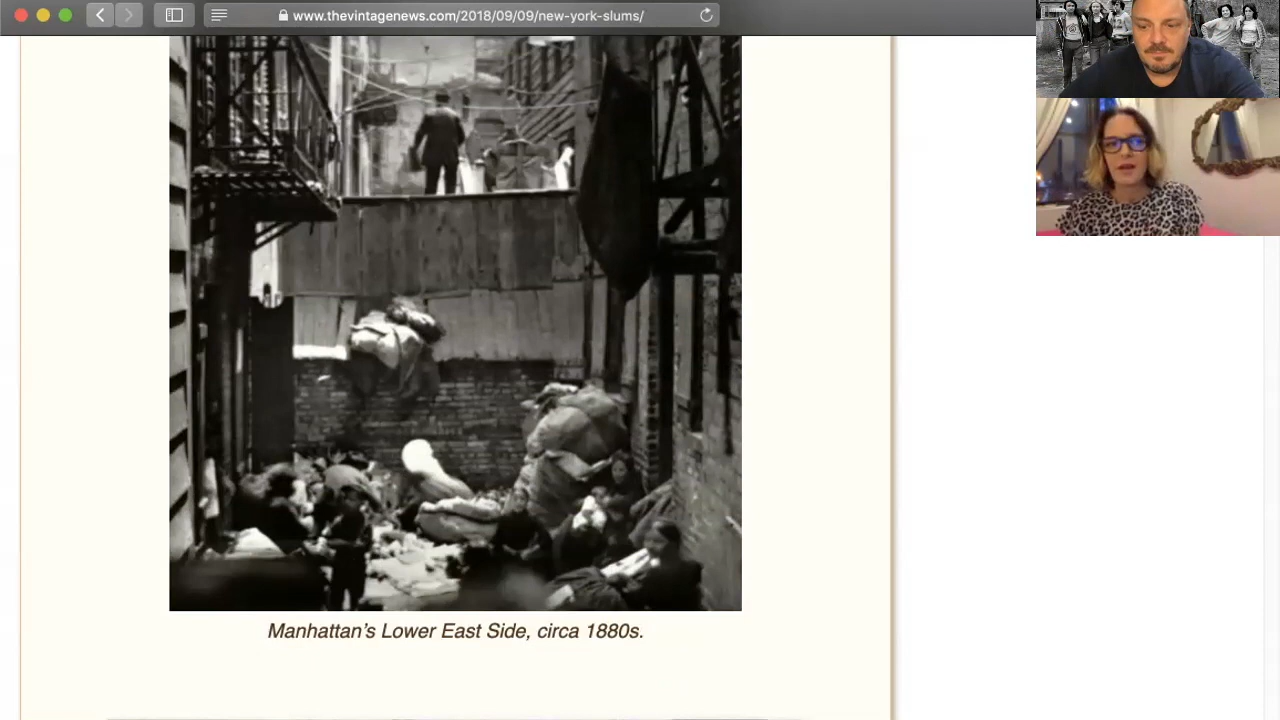 www.thevintagenews.com/2018/09/09/new-york-slums/
Manhattan's Lower East Side, circa 1880s.